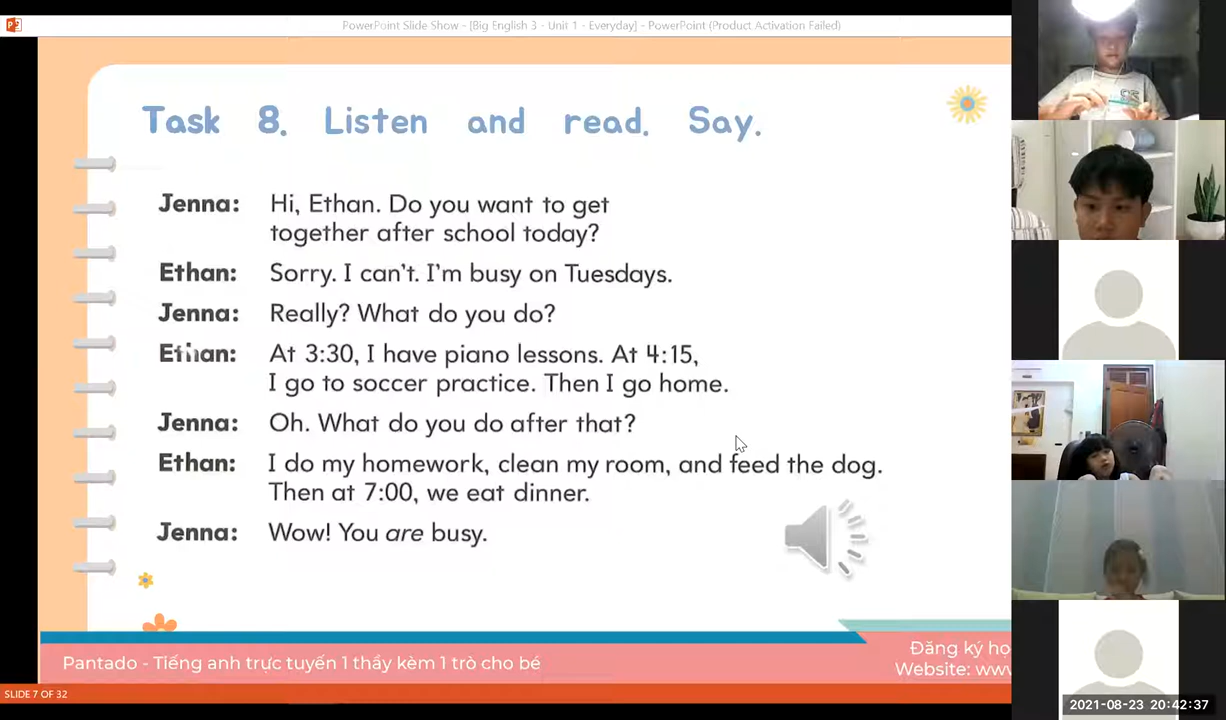 PowerPoint Slide Show - [Big English 3 - Unit 1 - Everyday] - PowerPoint (Product Activation Failed)
Task 8. Listen and read. Say.
Jenna: Hi, Ethan. Do you want to get
together after school today?
Ethan: Sorry. I can't. I'm busy on Tuesdays.
Jenna: Really? What do you do?
Ethan: At 3:30, I have piano lessons. At 4:15,
I go to soccer practice. Then I go home.
Jenna: Oh. What do you do after that?
Ethan: I do my homework, clean my room, and feed the dog.
Then at 7:00, we eat dinner.
Jenna: Wow! You are busy.
Pantado - Tiếng anh trực tuyến 1 thầy kèm 1 trò cho bé
Đăng ký họ
Website: www
SLIDE 7 OF 32
2021-08-23 20:42:37